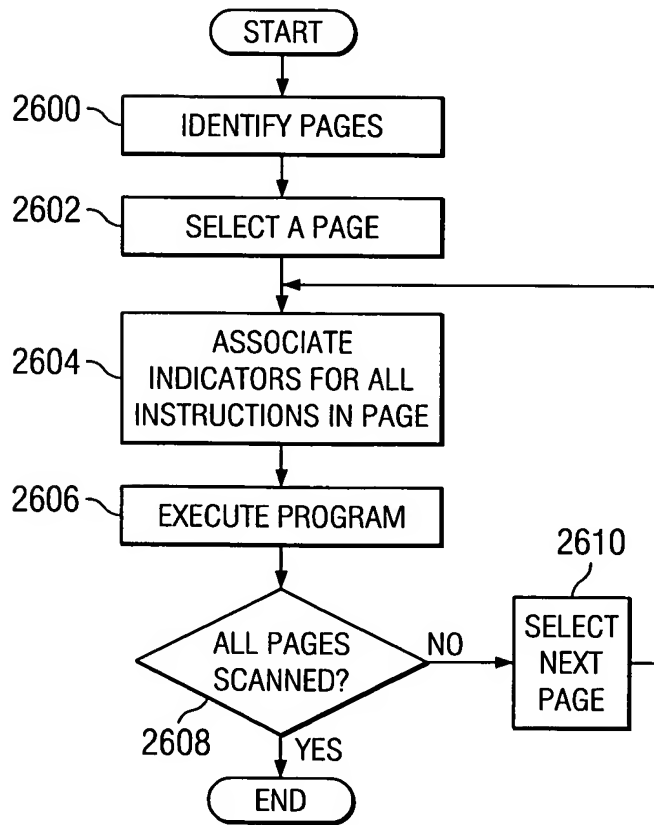 START
2600
IDENTIFY PAGES
2602
SELECT A PAGE
2604
ASSOCIATE
INDICATORS FOR ALL
INSTRUCTIONS IN PAGE
2606
EXECUTE PROGRAM
2610
ALL PAGES
SCANNED?
NO
SELECT
NEXT
PAGE
2608
YES
END